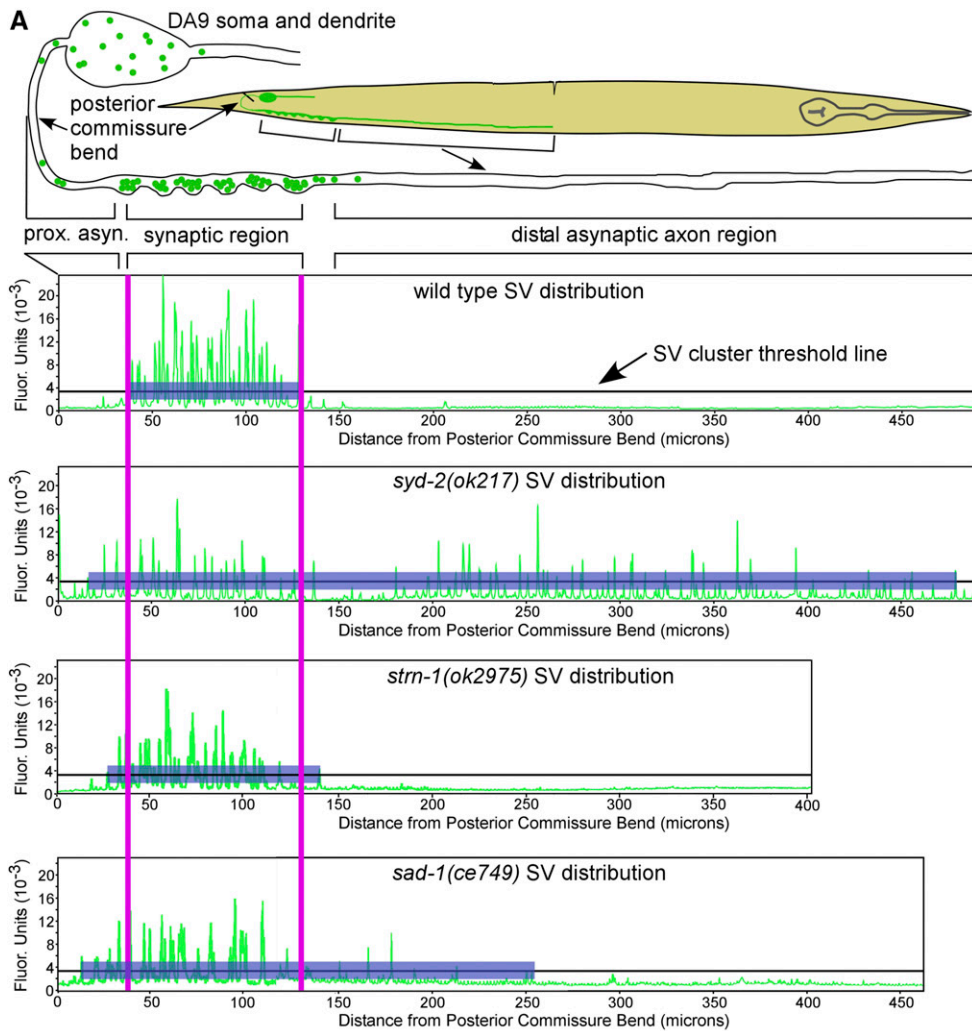 A
DA9 soma and dendrite
posterior
commissure
bend
prox. asyn.
synaptic region
distal asynaptic axon region
wild type SV distribution
SV cluster threshold line
Fluor. Units (10⁻³)
20
16
12
8
4
0
0 50 100 150 200 250 300 350 400 450
Distance from Posterior Commissure Bend (microns)
syd-2(ok217) SV distribution
Fluor. Units (10⁻³)
20
16
12
8
4
0
0 50 100 150 200 250 300 350 400 450
Distance from Posterior Commissure Bend (microns)
strn-1(ok2975) SV distribution
Fluor. Units (10⁻³)
20
16
12
8
4
0
0 50 100 150 200 250 300 350 400
Distance from Posterior Commissure Bend (microns)
sad-1(ce749) SV distribution
Fluor. Units (10⁻³)
20
16
12
8
4
0
0 50 100 150 200 250 300 350 400 450
Distance from Posterior Commissure Bend (microns)